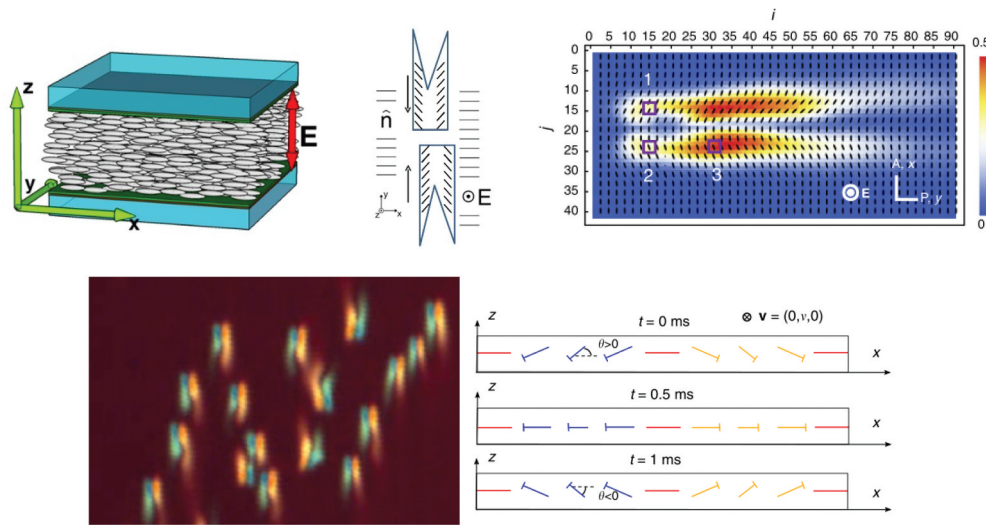 z
E
y
x
n̂
y
z x
E
i
0 5 10 15 20 25 30 35 40 45 50 55 60 65 70 75 80 85 90
0.5
0
5
10
15
20
25
30
35
40
j
1
2
3
E
A, x
P, y
0
t = 0 ms
⊗ v = (0,v,0)
z
θ>0
x
t = 0.5 ms
z
x
t = 1 ms
z
θ<0
x